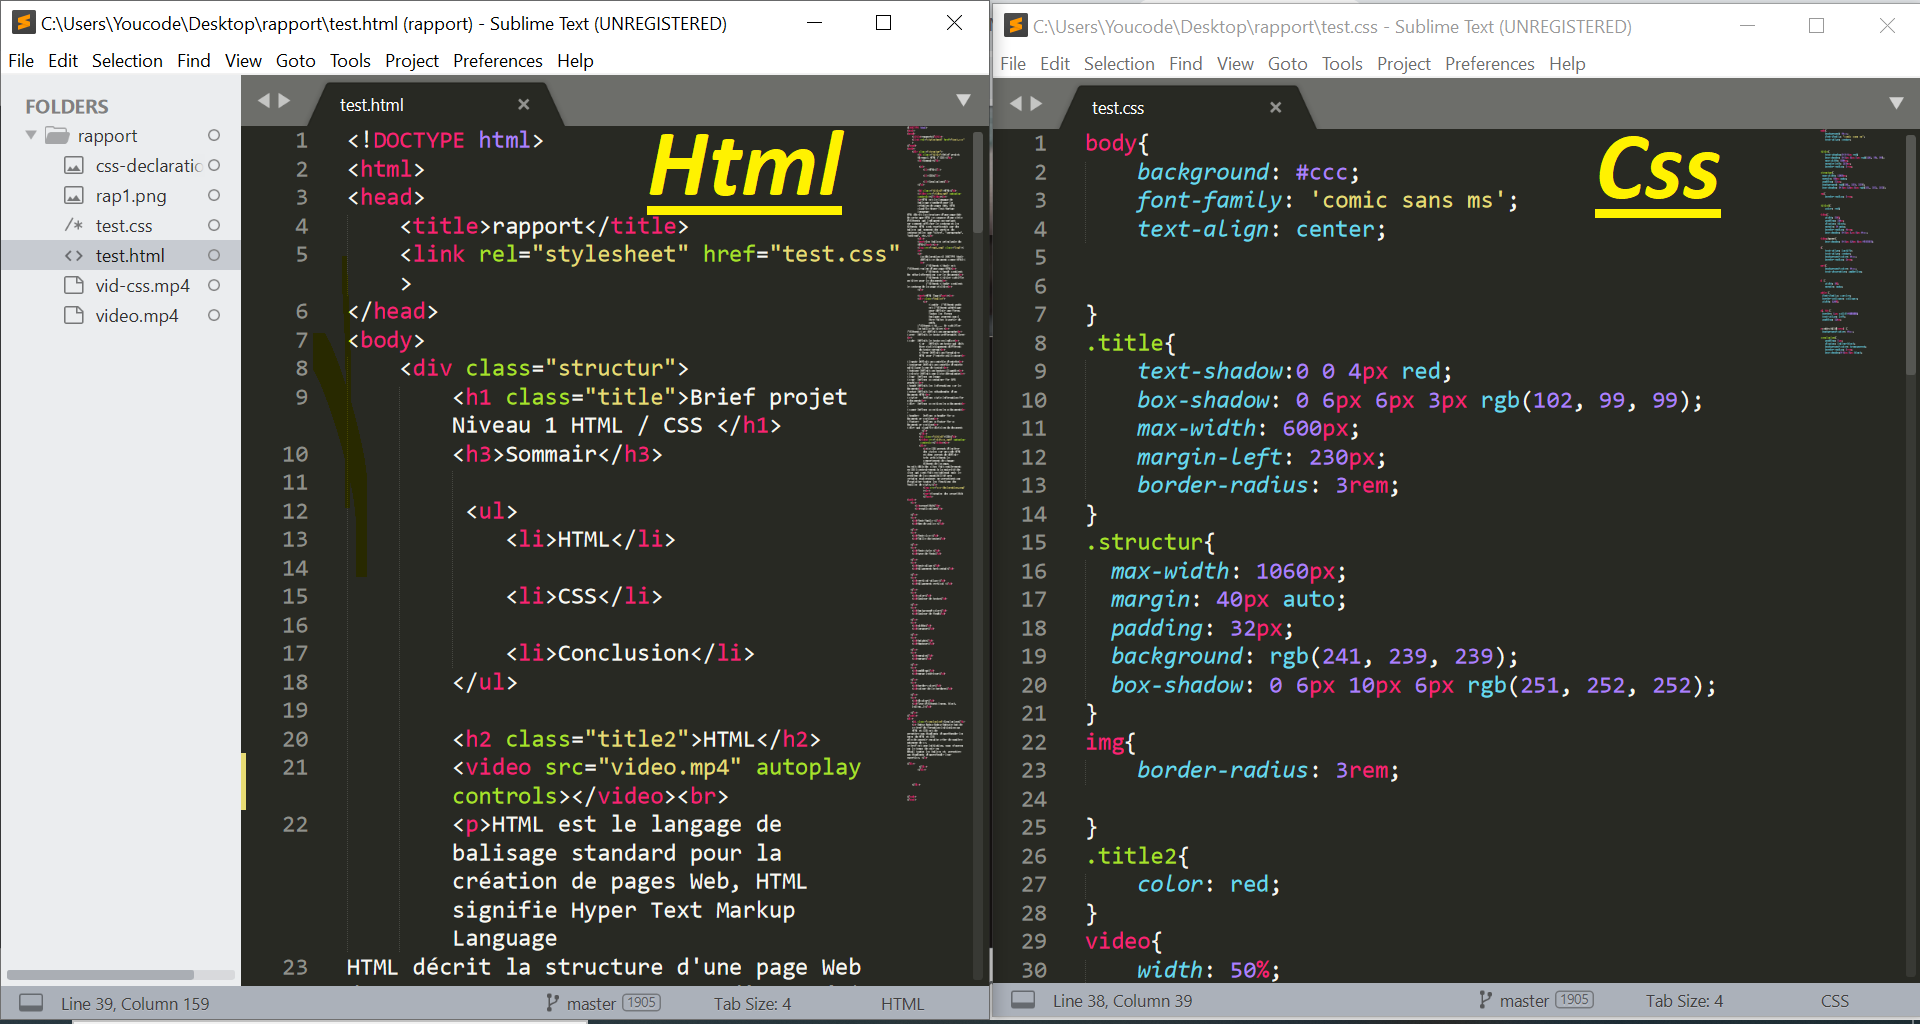 C:\Users\Youcode\Desktop\rapport\test.html (rapport) - Sublime Text (UNREGISTERED)
File Edit Selection Find View Goto Tools Project Preferences Help
FOLDERS
rapport
css-declaratio
rap1.png
/* test.css
<> test.html
vid-css.mp4
video.mp4
test.html ×
Html
1 <!DOCTYPE html>
2 <html>
3 <head>
4 <title>rapport</title>
5 <link rel="stylesheet" href="test.css"
>
6 </head>
7 <body>
8 <div class="structur">
9 <h1 class="title">Brief projet
Niveau 1 HTML / CSS </h1>
10 <h3>Sommair</h3>
11
12 <ul>
13 <li>HTML</li>
14
15 <li>CSS</li>
16
17 <li>Conclusion</li>
18 </ul>
19
20 <h2 class="title2">HTML</h2>
21 <video src="video.mp4" autoplay
controls></video><br>
22 <p>HTML est le langage de
balisage standard pour la
création de pages Web, HTML
signifie Hyper Text Markup
Language
23 HTML décrit la structure d'une page Web
Line 39, Column 159 master 1905 Tab Size: 4 HTML
C:\Users\Youcode\Desktop\rapport\test.css - Sublime Text (UNREGISTERED)
File Edit Selection Find View Goto Tools Project Preferences Help
test.css ×
Css
1 body{
2 background: #ccc;
3 font-family: 'comic sans ms';
4 text-align: center;
5
6
7 }
8 .title{
9 text-shadow:0 0 4px red;
10 box-shadow: 0 6px 6px 3px rgb(102, 99, 99);
11 max-width: 600px;
12 margin-left: 230px;
13 border-radius: 3rem;
14 }
15 .structur{
16 max-width: 1060px;
17 margin: 40px auto;
18 padding: 32px;
19 background: rgb(241, 239, 239);
20 box-shadow: 0 6px 10px 6px rgb(251, 252, 252);
21 }
22 img{
23 border-radius: 3rem;
24
25 }
26 .title2{
27 color: red;
28 }
29 video{
30 width: 50%;
Line 38, Column 39 master 1905 Tab Size: 4 CSS